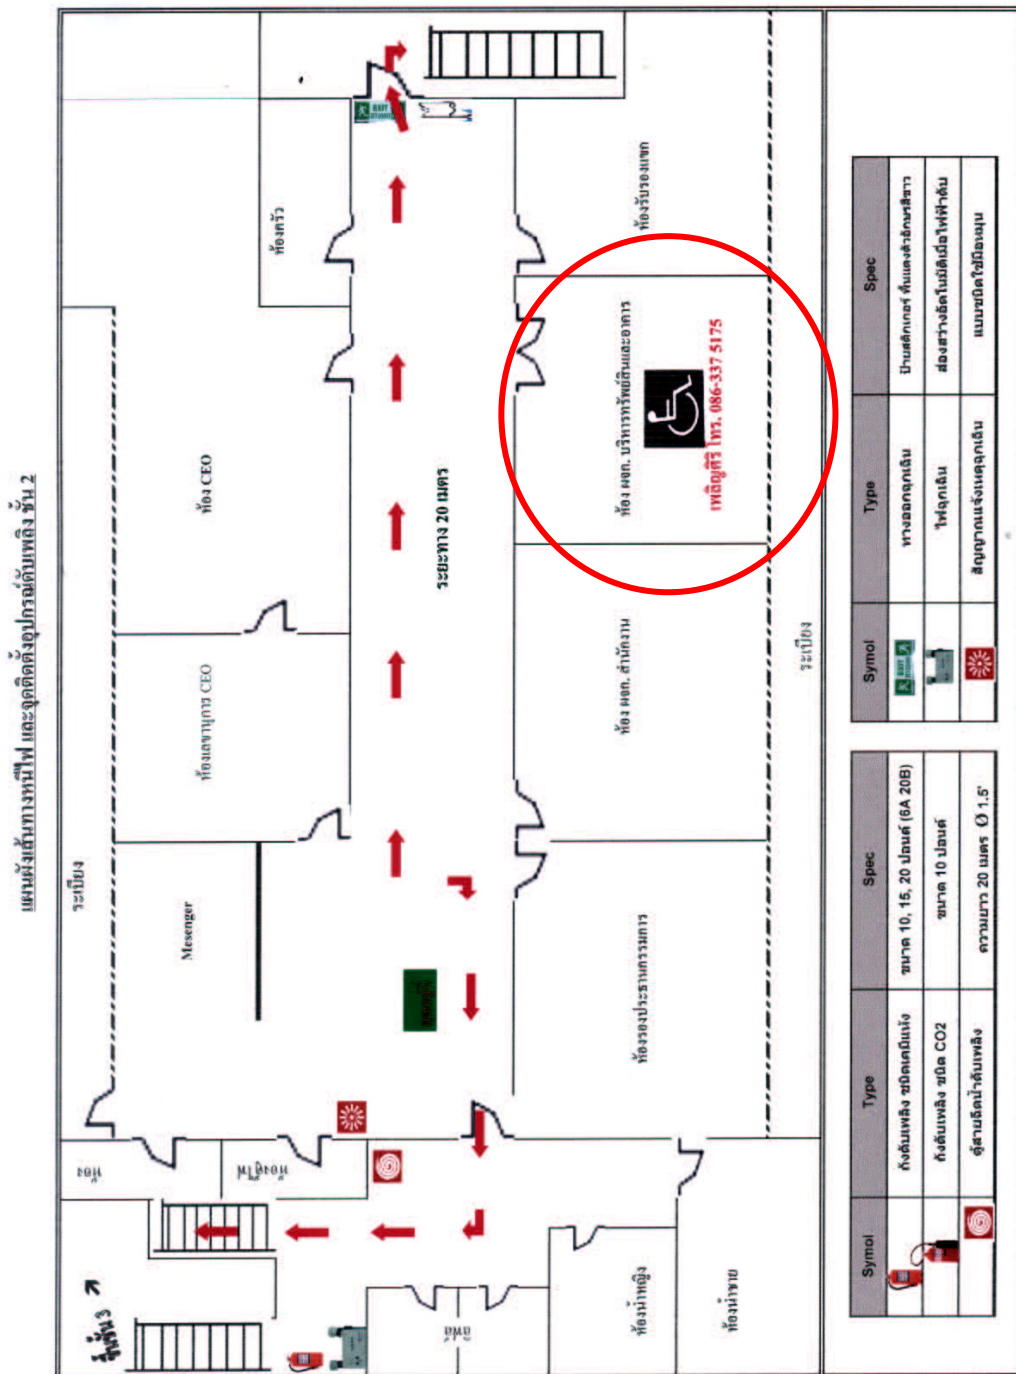 แผนผังเส้นทางหนีไฟ และจุดติดตั้งอุปกรณ์ดับเพลิง ชั้น 2
ระเบียง
Mesenger
ห้องเลขานุการ CEO
ห้อง CEO
ห้องครัว
ห้อง
ห้องตู้ไฟ
ขึ้นชั้น 3
EXIT
ระยะทาง 20 เมตร
ลิฟต์
ห้องน้ำหญิง
ห้องน้ำชาย
ห้องรองประธานกรรมการ
ห้อง ผจก. สำนักงาน
ห้อง ผจก. บริหารทรัพย์สินและอาคาร
เพลิญศิริ โทร. 086-337 5175
ห้องรับรองแขก
ระเบียง
Symol Type Spec
ถังดับเพลิง ชนิดเคมีแห้ง ขนาด 10, 15, 20 ปอนด์ (6A 20B)
ถังดับเพลิง ชนิด CO2 ขนาด 10 ปอนด์
ตู้สายฉีดน้ำดับเพลิง ความยาว 20 เมตร Ø 1.5'
Symol Type Spec
EXIT ทางออกฉุกเฉิน ป้ายสติกเกอร์ พื้นแดงตัวอักษรสีขาว
ไฟฉุกเฉิน ส่องสว่างอัตโนมัติเมื่อไฟฟ้าดับ
สัญญาณแจ้งเหตุฉุกเฉิน แบบชนิดใช้มือหมุน